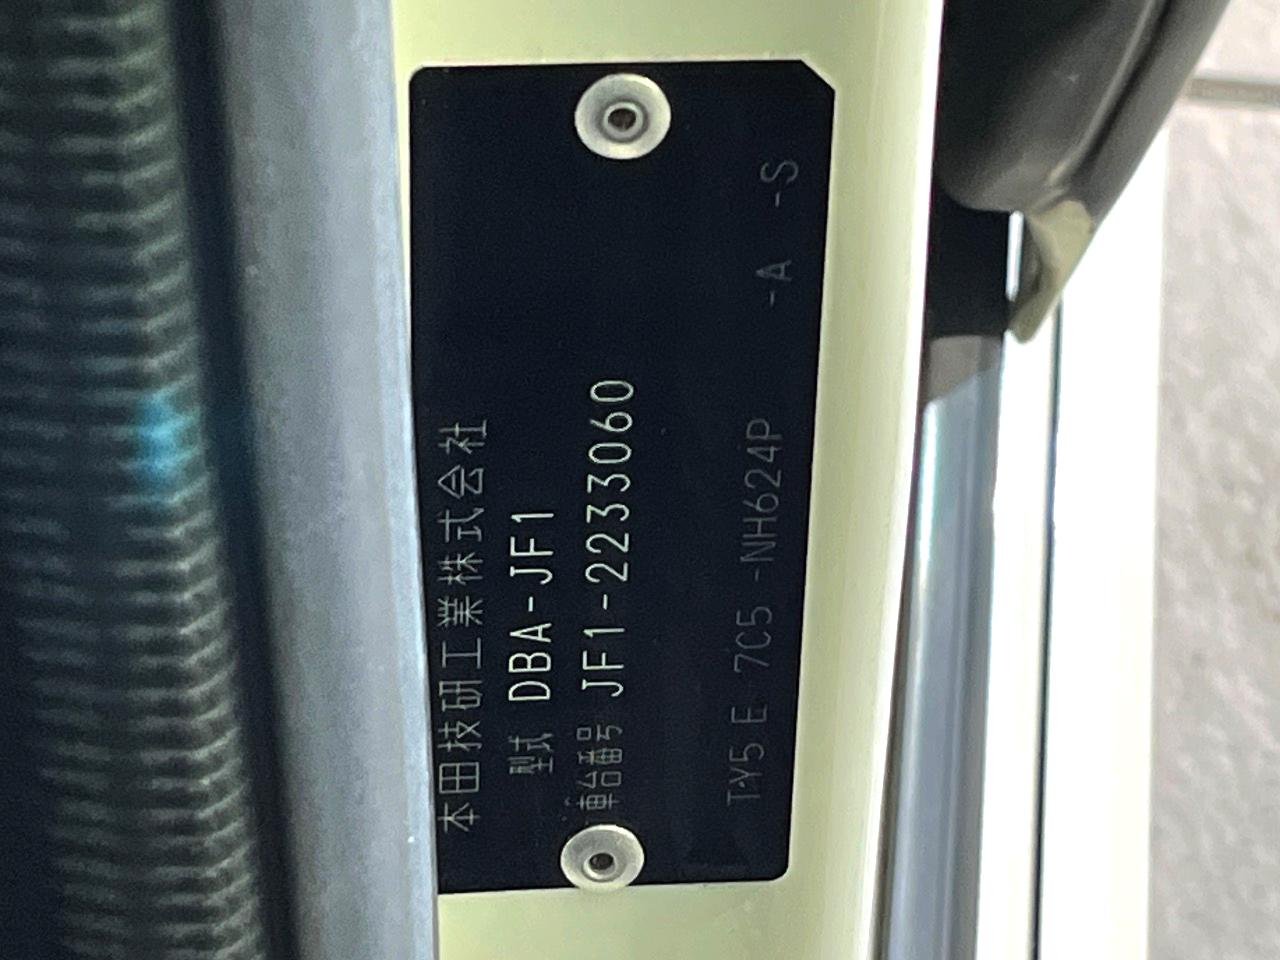 本田技研工業株式会社
型式 DBA-JF1
車台番号 JF1-2233060
TY5 E 7C5 -NH624P -A -S